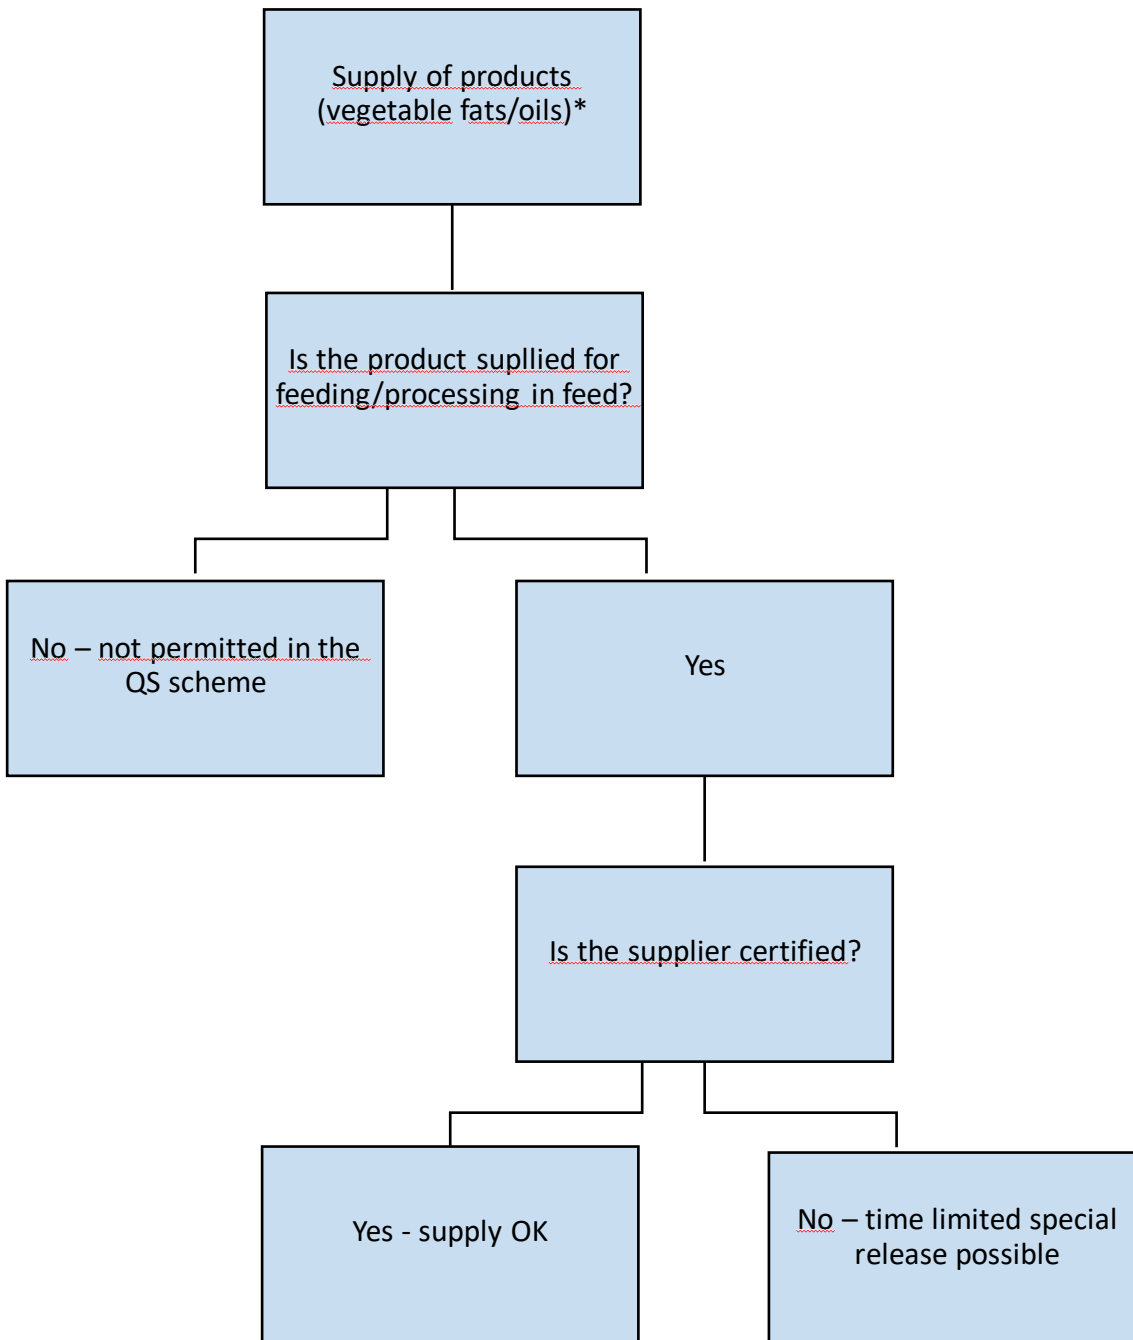 Supply of products
(vegetable fats/oils)*
Is the product supllied for
feeding/processing in feed?
No – not permitted in the
QS scheme
Yes
Is the supplier certified?
Yes - supply OK
No – time limited special
release possible